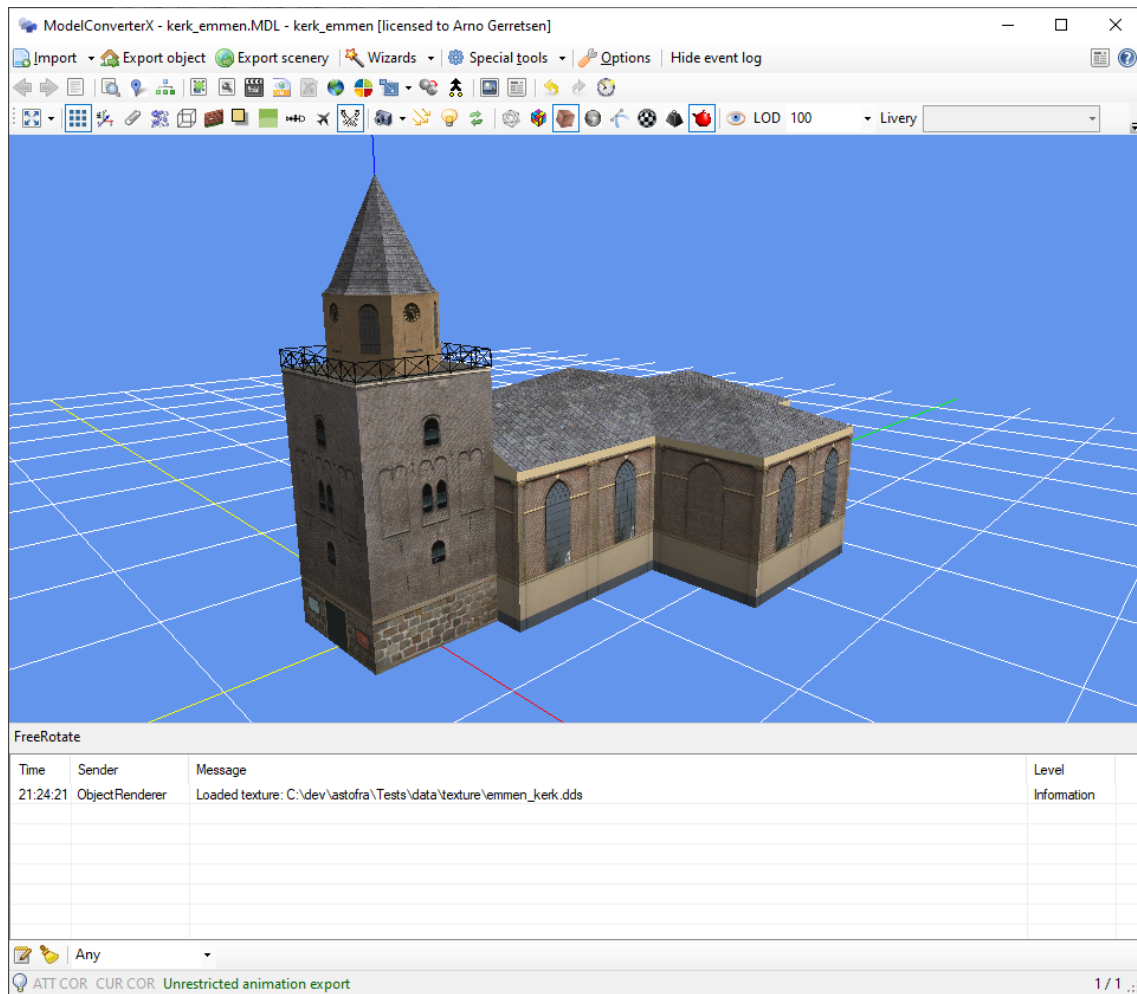 ModelConverterX - kerk_emmen.MDL - kerk_emmen [licensed to Arno Gerretsen]
Import Export object Export scenery Wizards Special tools Options Hide event log
LOD 100 Livery
FreeRotate
Time Sender Message Level
21:24:21 ObjectRenderer Loaded texture: C:\dev\astofra\Tests\data\texture\emmen_kerk.dds Information
Any
ATT COR CUR COR Unrestricted animation export 1 / 1